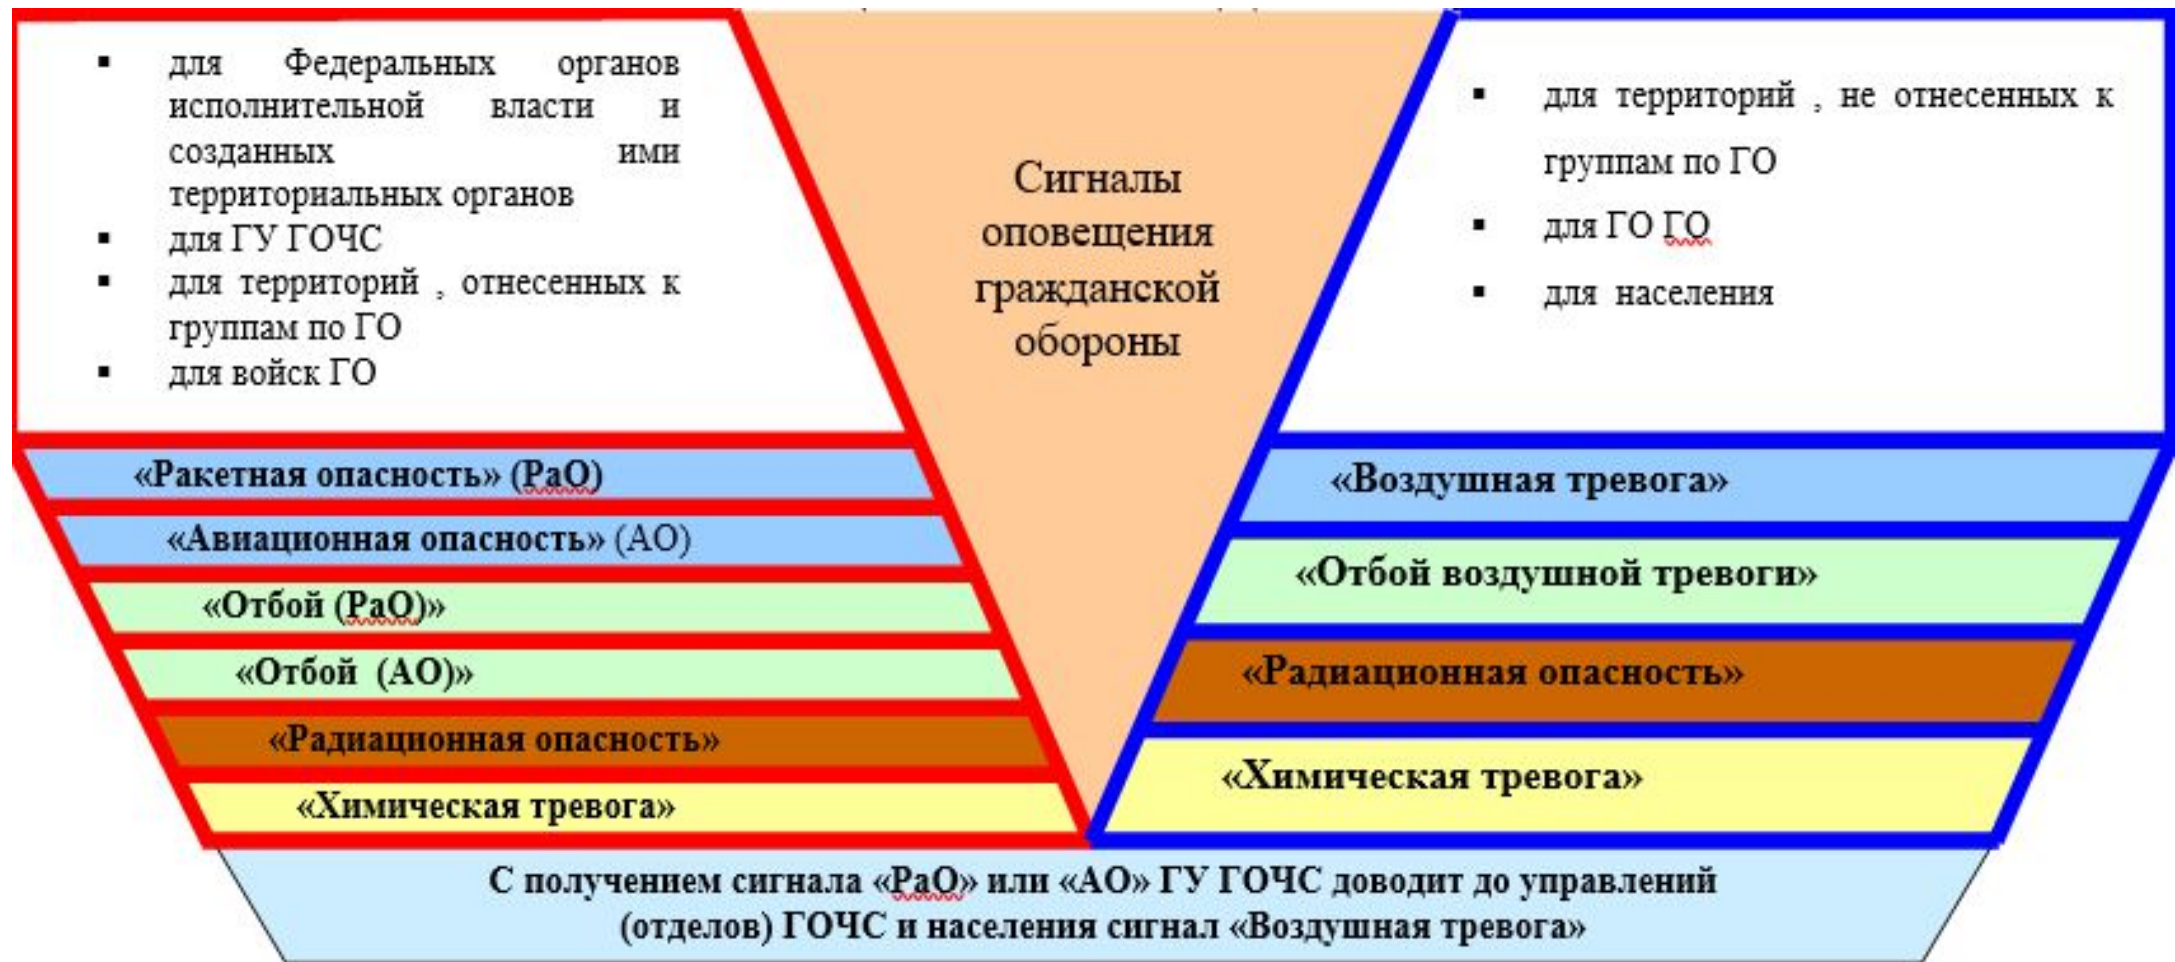 для Федеральных органов
исполнительной власти и
созданных ими
территориальных органов
для ГУ ГОЧС
для территорий , отнесенных к
группам по ГО
для войск ГО
Сигналы
оповещения
гражданской
обороны
для территорий , не отнесенных к
группам по ГО
для ГО ГО
для населения
«Ракетная опасность» (РаО)
«Авиационная опасность» (АО)
«Отбой (РаО)»
«Отбой (АО)»
«Радиационная опасность»
«Химическая тревога»
«Воздушная тревога»
«Отбой воздушной тревоги»
«Радиационная опасность»
«Химическая тревога»
С получением сигнала «РаО» или «АО» ГУ ГОЧС доводит до управлений
(отделов) ГОЧС и населения сигнал «Воздушная тревога»